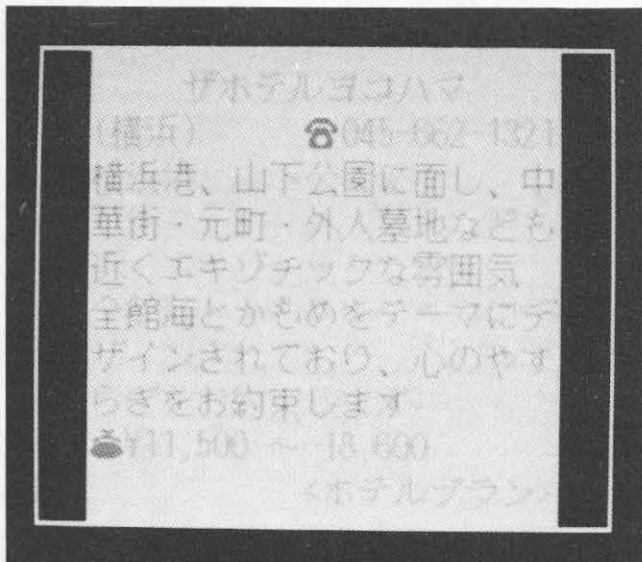 ザホテルヨコハマ
(横浜) ☎045-662-1321
横浜港、山下公園に面し、中
華街・元町・外人墓地なども
近くエキゾチックな雰囲気
全館海とかもめをテーマにデ
ザインされており、心のやす
らぎをお約束します
¥11,500 ～ 18,600
<ホテルプラン>